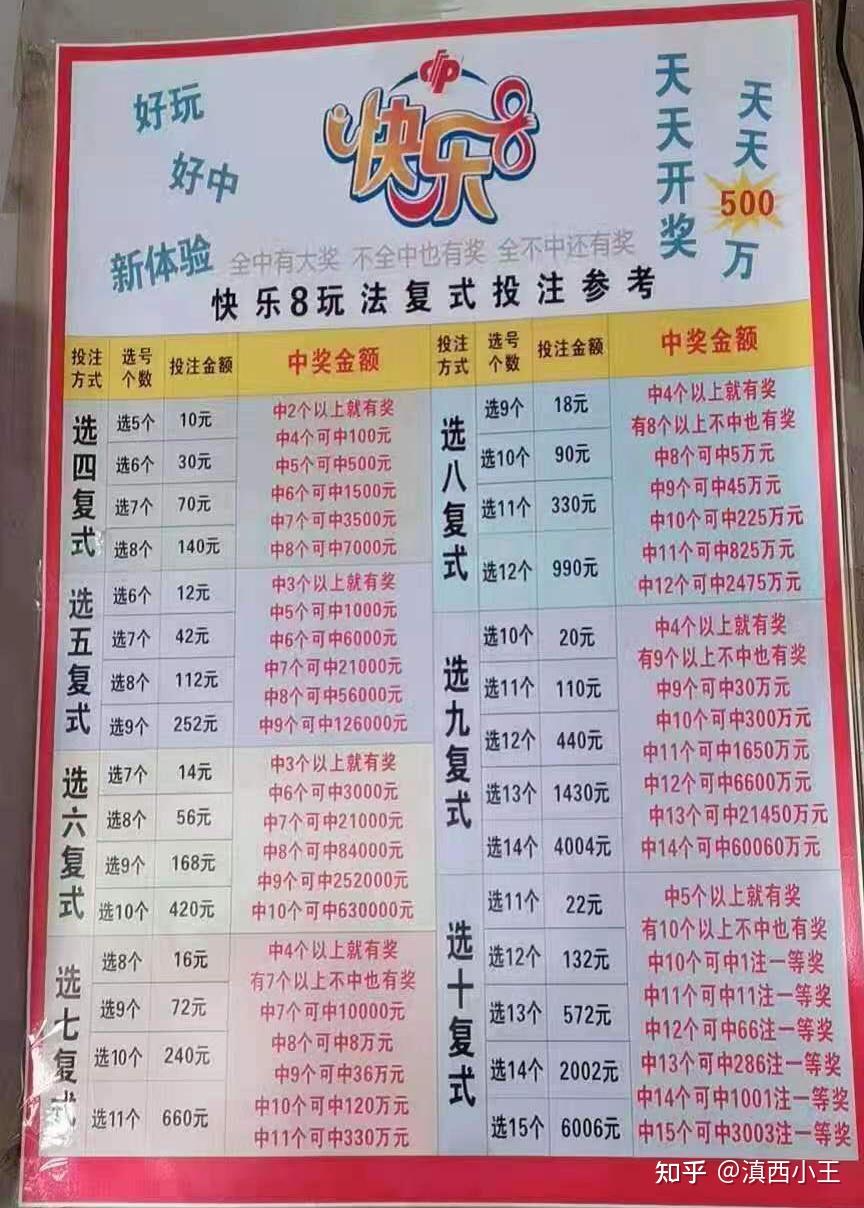 好玩
好中
新体验
快乐8
天天开奖
天天
500
万
全中有大奖 不全中也有奖 全不中还有奖
快乐8玩法复式投注参考
投注方式 选号个数 投注金额 中奖金额
选四复式
选5个 10元
选6个 30元
选7个 70元
选8个 140元
中2个以上就有奖
中4个可中100元
中5个可中500元
中6个可中1500元
中7个可中3500元
中8个可中7000元
选五复式
选6个 12元
选7个 42元
选8个 112元
选9个 252元
中3个以上就有奖
中5个可中1000元
中6个可中6000元
中7个可中21000元
中8个可中56000元
中9个可中126000元
选六复式
选7个 14元
选8个 56元
选9个 168元
选10个 420元
中3个以上就有奖
中6个可中3000元
中7个可中21000元
中8个可中84000元
中9个可中252000元
中10个可中630000元
选七复式
选8个 16元
选9个 72元
选10个 240元
选11个 660元
中4个以上就有奖
有7个以上不中也有奖
中7个可中10000元
中8个可中8万元
中9个可中36万元
中10个可中120万元
中11个可中330万元
投注方式 选号个数 投注金额 中奖金额
选八复式
选9个 18元
选10个 90元
选11个 330元
选12个 990元
中4个以上就有奖
有8个以上不中也有奖
中8个可中5万元
中9个可中45万元
中10个可中225万元
中11个可中825万元
中12个可中2475万元
选九复式
选10个 20元
选11个 110元
选12个 440元
选13个 1430元
选14个 4004元
中4个以上就有奖
有9个以上不中也有奖
中9个可中30万元
中10个可中300万元
中11个可中1650万元
中12个可中6600万元
中13个可中21450万元
中14个可中60060万元
选十复式
选11个 22元
选12个 132元
选13个 572元
选14个 2002元
选15个 6006元
中5个以上就有奖
有10个以上不中也有奖
中10个可中1注一等奖
中11个可中11注一等奖
中12个可中66注一等奖
中13个可中286注一等奖
中14个可中1001注一等奖
中15个可中3003注一等奖
知乎 @滇西小王